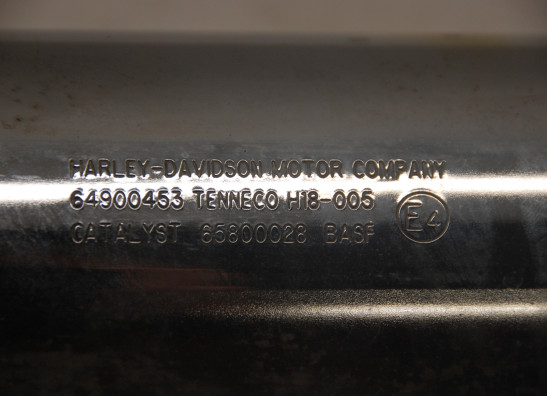 HARLEY-DAVIDSON MOTOR COMPANY
64900453 TENNECO H18-005 E4
CATALYST 65800028 BASF